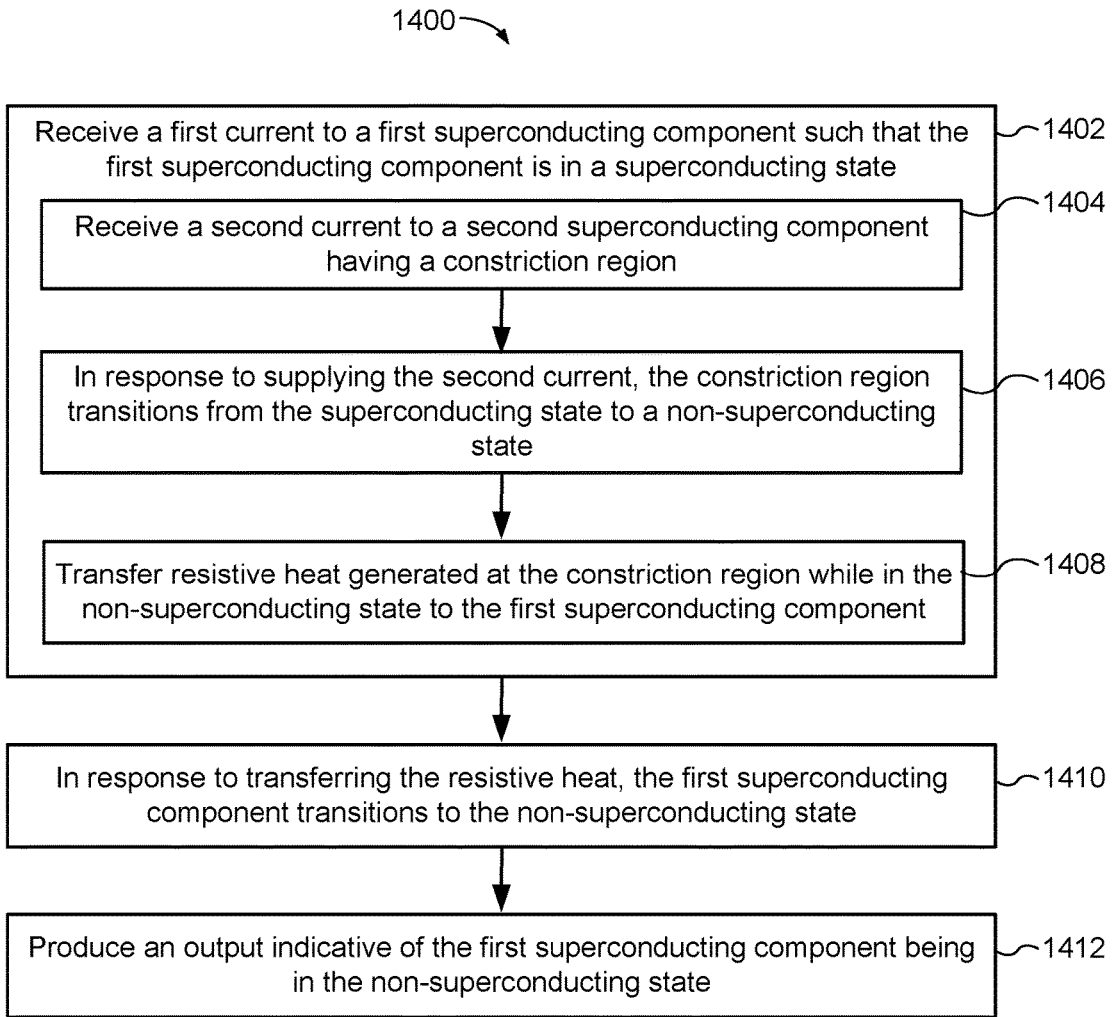 1400
Receive a first current to a first superconducting component such that the
first superconducting component is in a superconducting state
1402
Receive a second current to a second superconducting component
having a constriction region
1404
In response to supplying the second current, the constriction region
transitions from the superconducting state to a non-superconducting
state
1406
Transfer resistive heat generated at the constriction region while in the
non-superconducting state to the first superconducting component
1408
In response to transferring the resistive heat, the first superconducting
component transitions to the non-superconducting state
1410
Produce an output indicative of the first superconducting component being
in the non-superconducting state
1412